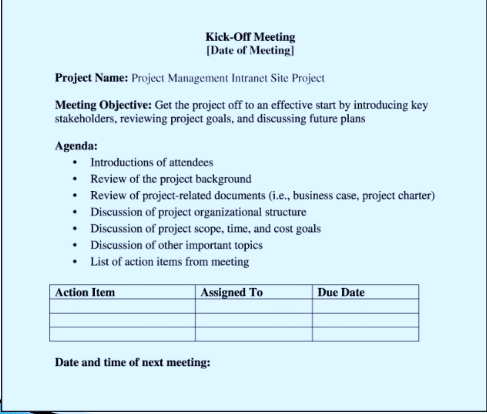 Kick-Off Meeting
[Date of Meeting]
Project Name: Project Management Intranet Site Project
Meeting Objective: Get the project off to an effective start by introducing key
stakeholders, reviewing project goals, and discussing future plans
Agenda:
• Introductions of attendees
• Review of the project background
• Review of project-related documents (i.e., business case, project charter)
• Discussion of project organizational structure
• Discussion of project scope, time, and cost goals
• Discussion of other important topics
• List of action items from meeting
Action Item Assigned To Due Date
Date and time of next meeting: